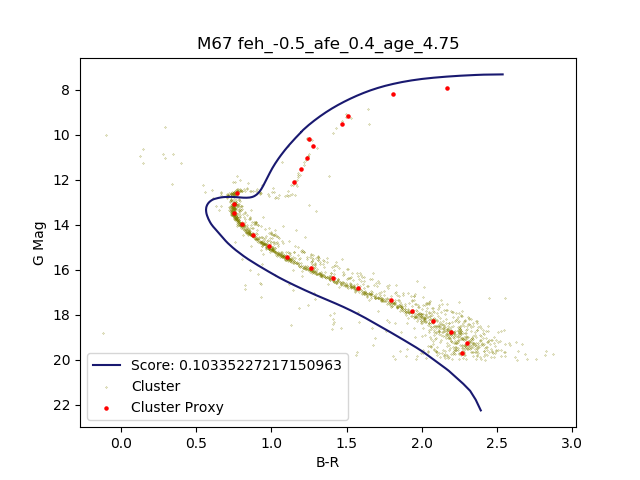 M67 feh_-0.5_afe_0.4_age_4.75
8
10
12
14
16
18
20
22
G Mag
Score: 0.10335227217150963
Cluster
Cluster Proxy
0.0 0.5 1.0 1.5 2.0 2.5 3.0
B-R